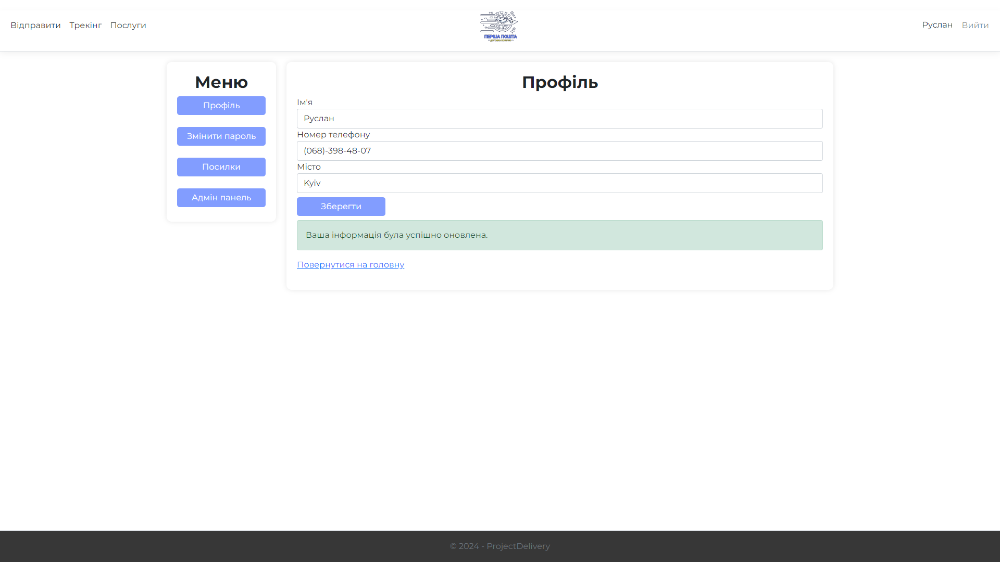 Відправити Трекінг Послуги
ПЕРША ПОШТА
Руслан Вийти
Меню
Профіль
Змінити пароль
Посилки
Адмін панель
Профіль
Ім'я
Руслан
Номер телефону
(068)-398-48-07
Місто
Kyiv
Зберегти
Ваша інформація була успішно оновлена.
Повернутися на головну
© 2024 - ProjectDelivery